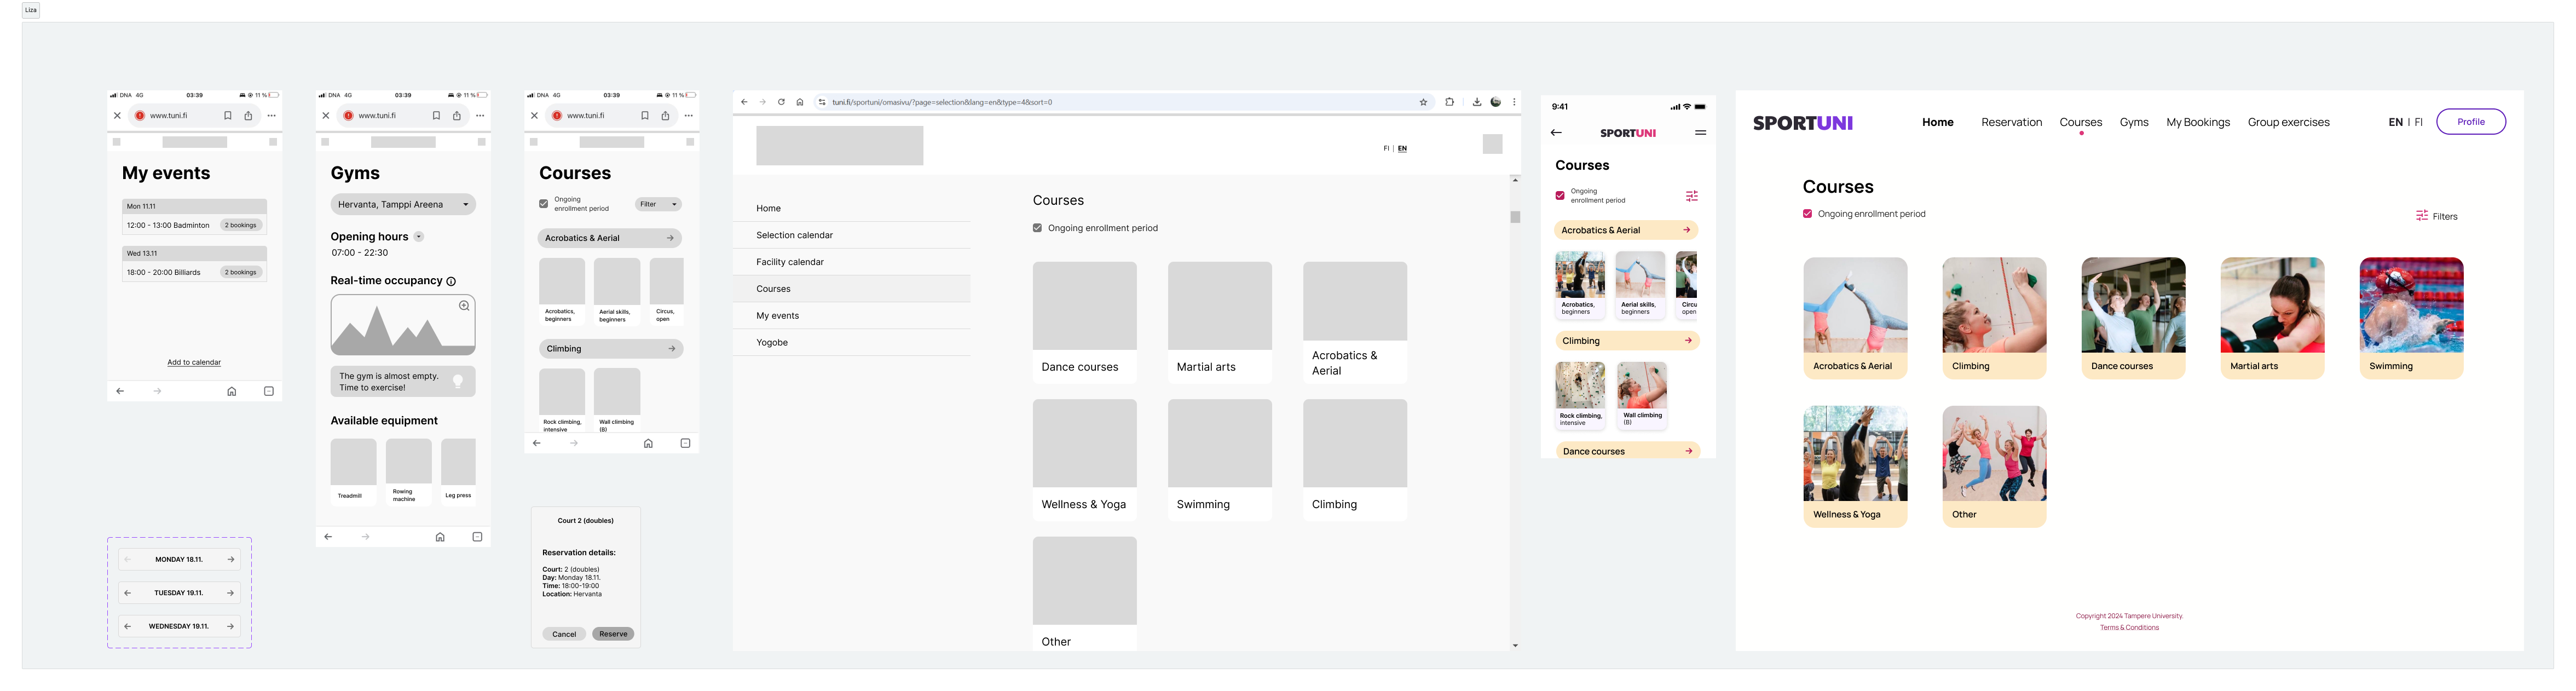 Liza
DNA 4G 03:39 11 %
www.tuni.fi
My events
Mon 11.11
12:00 - 13:00 Badminton 2 bookings
Wed 13.11
18:00 - 20:00 Billiards 2 bookings
Add to calendar
MONDAY 18.11.
TUESDAY 19.11.
WEDNESDAY 19.11.
DNA 4G 03:39 11 %
www.tuni.fi
Gyms
Hervanta, Tamppi Areena
Opening hours
07:00 - 22:30
Real-time occupancy
The gym is almost empty.
Time to exercise!
Available equipment
Treadmill
Rowing
machine
Leg press
DNA 4G 03:39 11 %
www.tuni.fi
Courses
Ongoing
enrollment period
Filter
Acrobatics & Aerial
Acrobatics,
beginners
Aerial skills,
beginners
Circus,
open
Climbing
Rock climbing,
intensive
Wall climbing
(B)
Court 2 (doubles)
Reservation details:
Court: 2 (doubles)
Day: Monday 18.11.
Time: 18:00-19:00
Location: Hervanta
Cancel Reserve
tuni.fi/sportuni/omasivu/?page=selection&lang=en&type=4&sort=0
FI | EN
Home
Selection calendar
Facility calendar
Courses
My events
Yogobe
Courses
Ongoing enrollment period
Dance courses
Martial arts
Acrobatics &
Aerial
Wellness & Yoga
Swimming
Climbing
Other
9:41
SPORTUNI
Courses
Ongoing
enrollment period
Acrobatics & Aerial
Acrobatics,
beginners
Aerial skills,
beginners
Circu
open
Climbing
Rock climbing,
intensive
Wall climbing
(B)
Dance courses
SPORTUNI
Home Reservation Courses Gyms My Bookings Group exercises EN | FI Profile
Courses
Ongoing enrollment period
Filters
Acrobatics & Aerial
Climbing
Dance courses
Martial arts
Swimming
Wellness & Yoga
Other
Copyright 2024 Tampere University.
Terms & Conditions